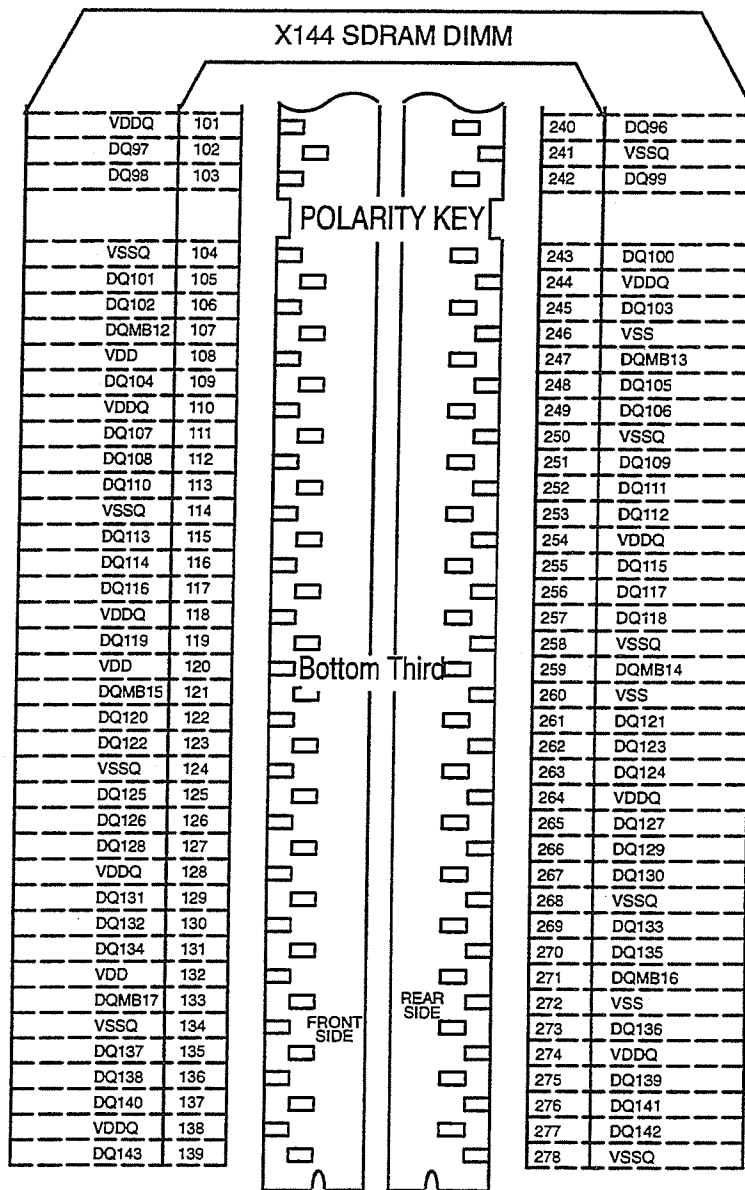 X144 SDRAM DIMM
VDDQ 101 240 DQ96
DQ97 102 241 VSSQ
DQ98 103 242 DQ99
POLARITY KEY
VSSQ 104 243 DQ100
DQ101 105 244 VDDQ
DQ102 106 245 DQ103
DQMB12 107 246 VSS
VDD 108 247 DQMB13
DQ104 109 248 DQ105
VDDQ 110 249 DQ106
DQ107 111 250 VSSQ
DQ108 112 251 DQ109
DQ110 113 252 DQ111
VSSQ 114 253 DQ112
DQ113 115 254 VDDQ
DQ114 116 255 DQ115
DQ116 117 256 DQ117
VDDQ 118 257 DQ118
DQ119 119 258 VSSQ
VDD 120 Bottom Third 259 DQMB14
DQMB15 121 260 VSS
DQ120 122 261 DQ121
DQ122 123 262 DQ123
VSSQ 124 263 DQ124
DQ125 125 264 VDDQ
DQ126 126 265 DQ127
DQ128 127 266 DQ129
VDDQ 128 267 DQ130
DQ131 129 268 VSSQ
DQ132 130 269 DQ133
DQ134 131 270 DQ135
VDD 132 271 DQMB16
DQMB17 133 REAR 272 VSS
SIDE
VSSQ 134 FRONT 273 DQ136
SIDE
DQ137 135 274 VDDQ
DQ138 136 275 DQ139
DQ140 137 276 DQ141
VDDQ 138 277 DQ142
DQ143 139 278 VSSQ